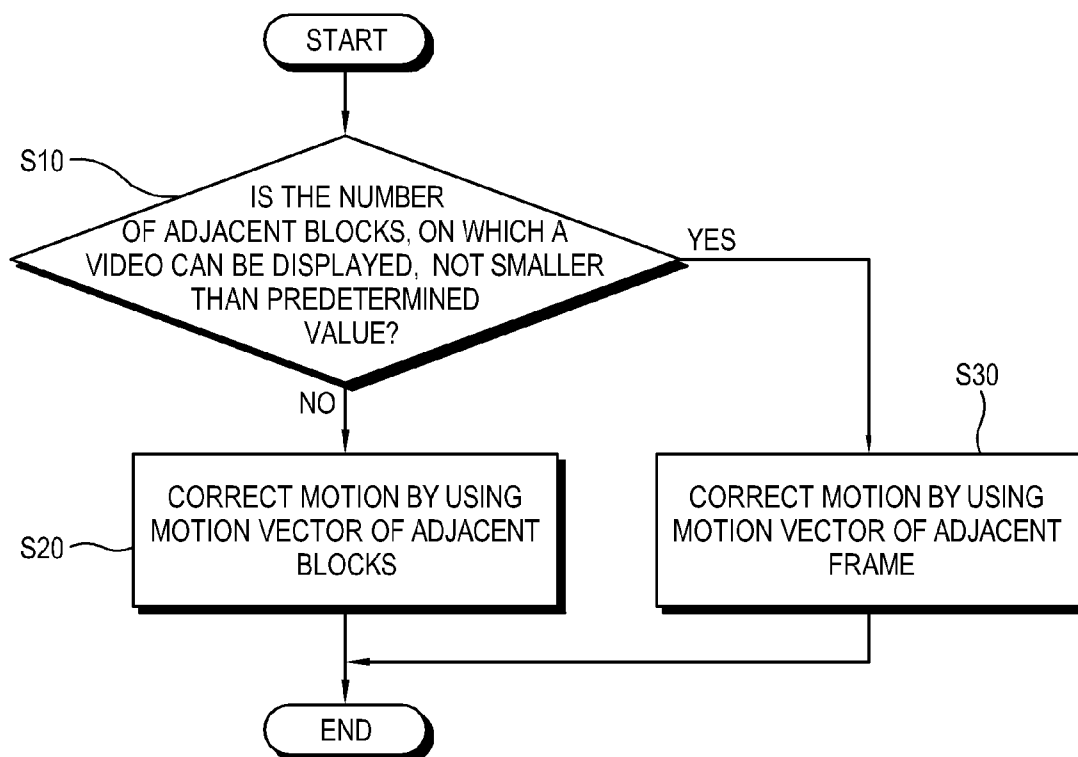 START
S10
IS THE NUMBER
OF ADJACENT BLOCKS, ON WHICH A
VIDEO CAN BE DISPLAYED, NOT SMALLER
THAN PREDETERMINED
VALUE?
YES
NO
S30
CORRECT MOTION BY USING
MOTION VECTOR OF ADJACENT
BLOCKS
S20
CORRECT MOTION BY USING
MOTION VECTOR OF ADJACENT
FRAME
END